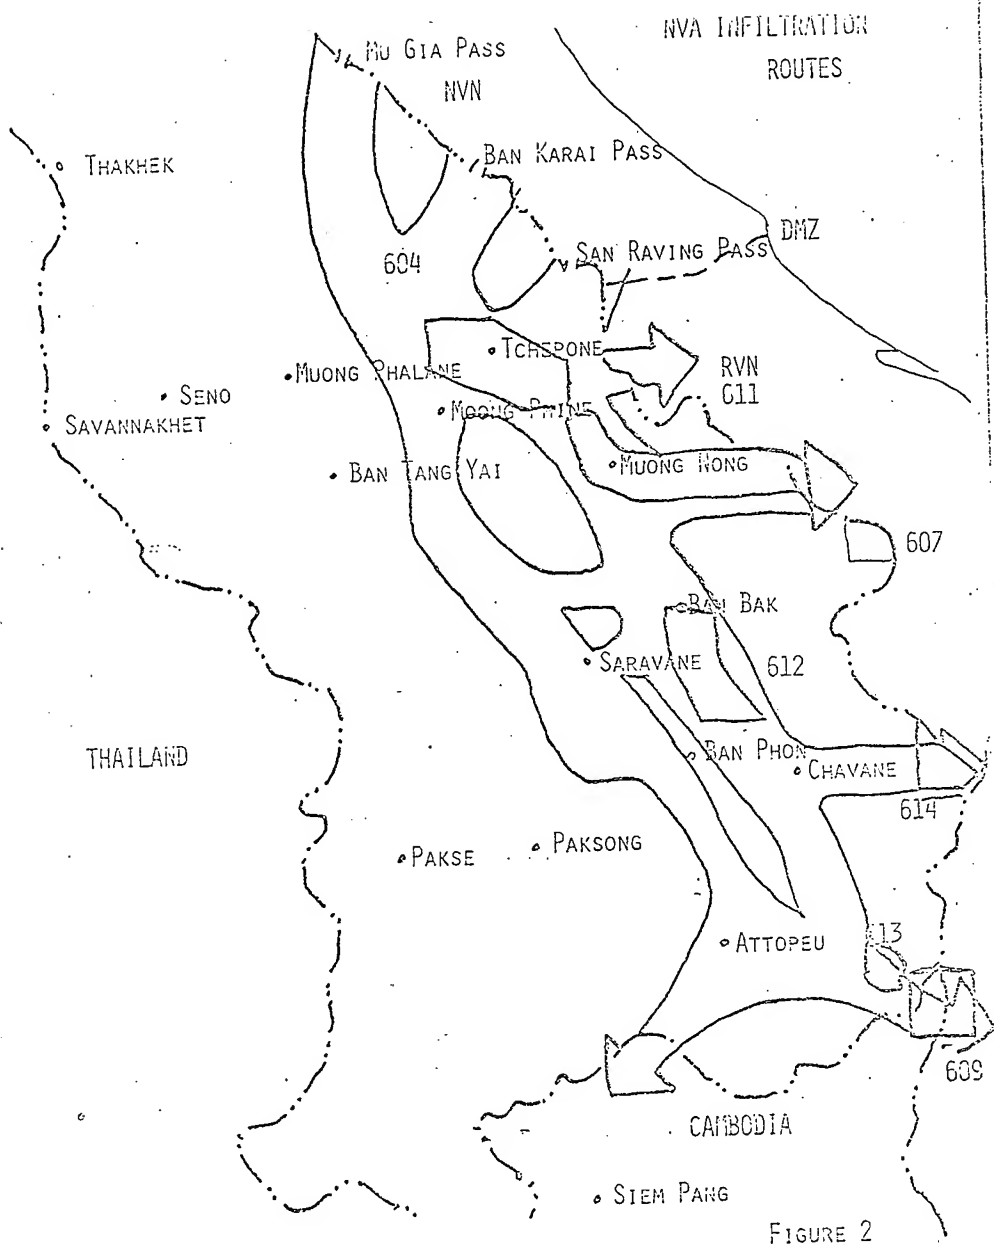 NVA INFILTRATION
ROUTES
MU GIA PASS
NVN
BAN KARAI PASS
THAKHEK
DMZ
SAN RAVING PASS
604
TCHEPONE
RVN
MUONG PHALANE
SENO
611
MOONG PHINE
SAVANNAKHET
MUONG NONG
BAN TANG YAI
607
BAN BAK
SARAVANE
612
THAILAND
BAN PHON
CHAVANE
614
PAKSE
PAKSONG
613
ATTOPEU
609
CAMBODIA
SIEM PANG
FIGURE 2